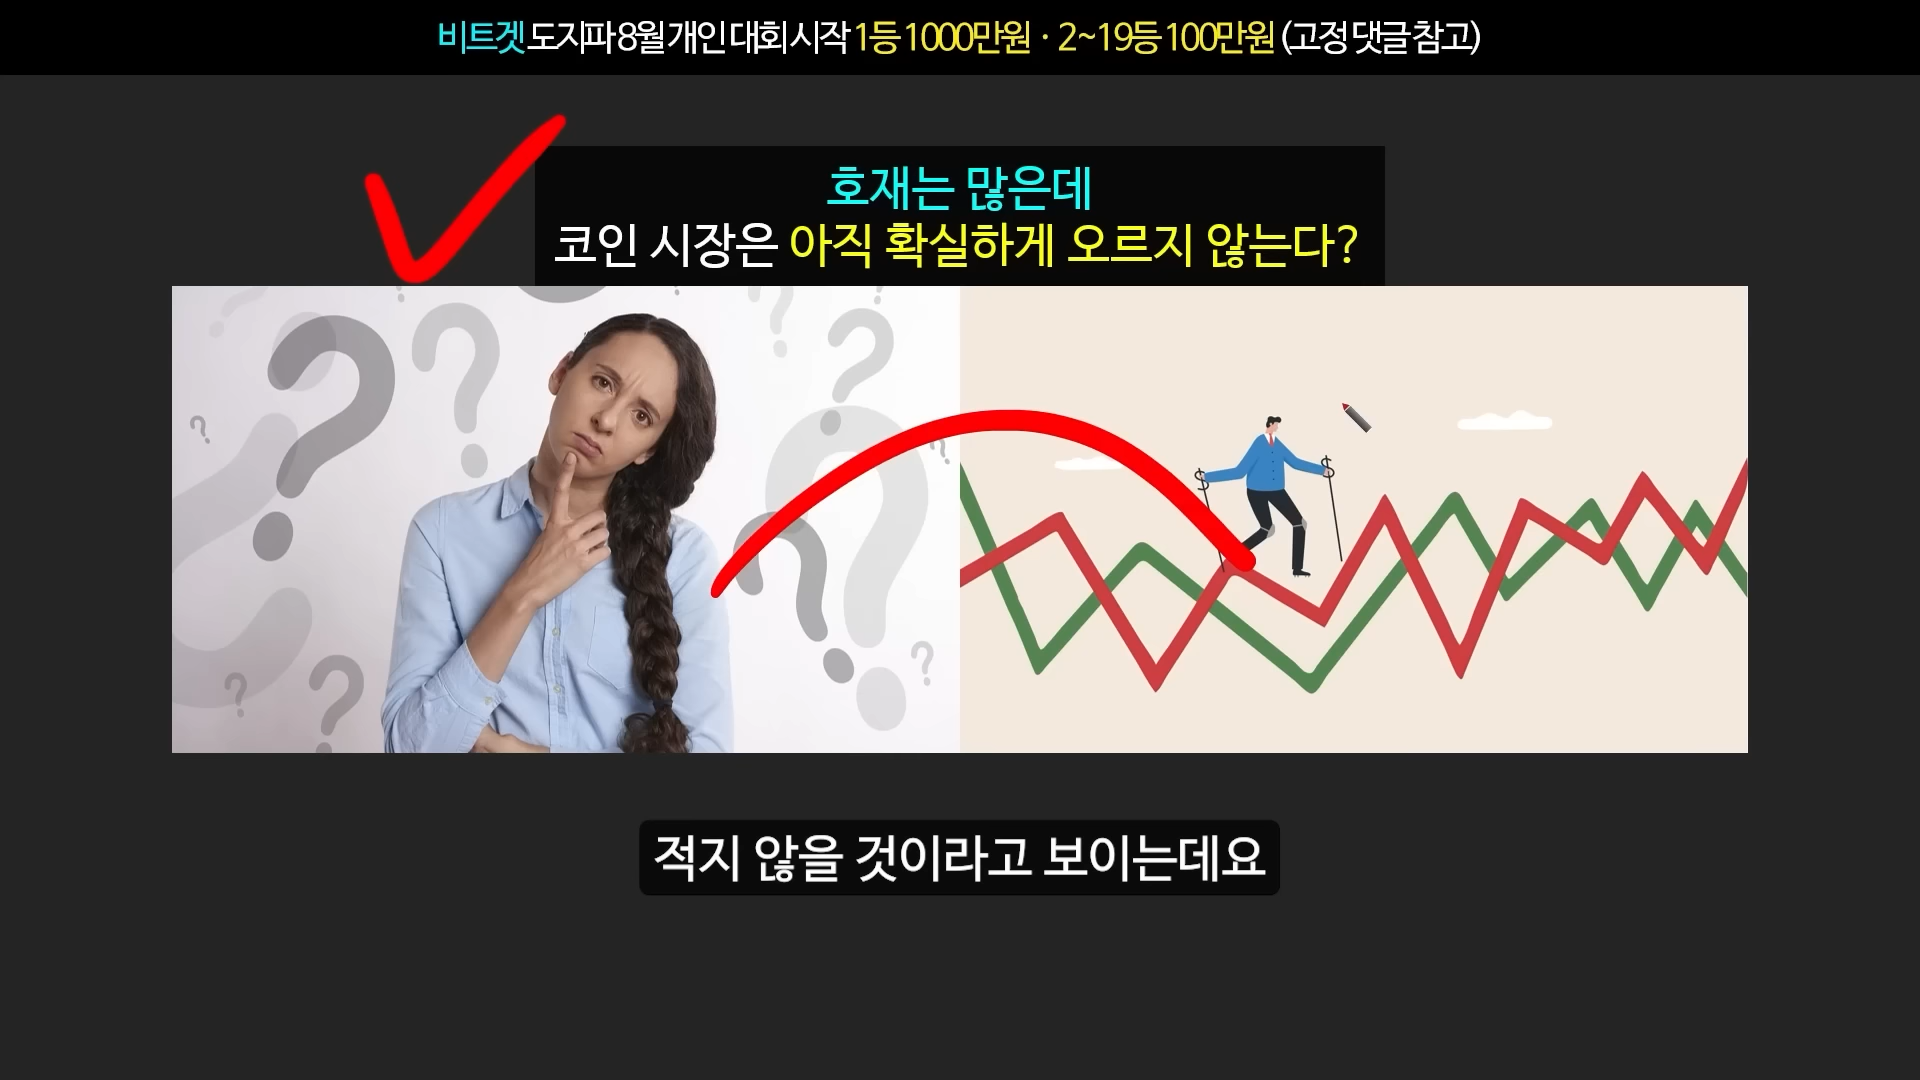 비트겟 도지파 8월 개인 대회 시작 1등 1000만원 · 2~19등 100만원 (고정 댓글 참고)
호재는 많은데
코인 시장은 아직 확실하게 오르지 않는다?
적지 않을 것이라고 보이는데요